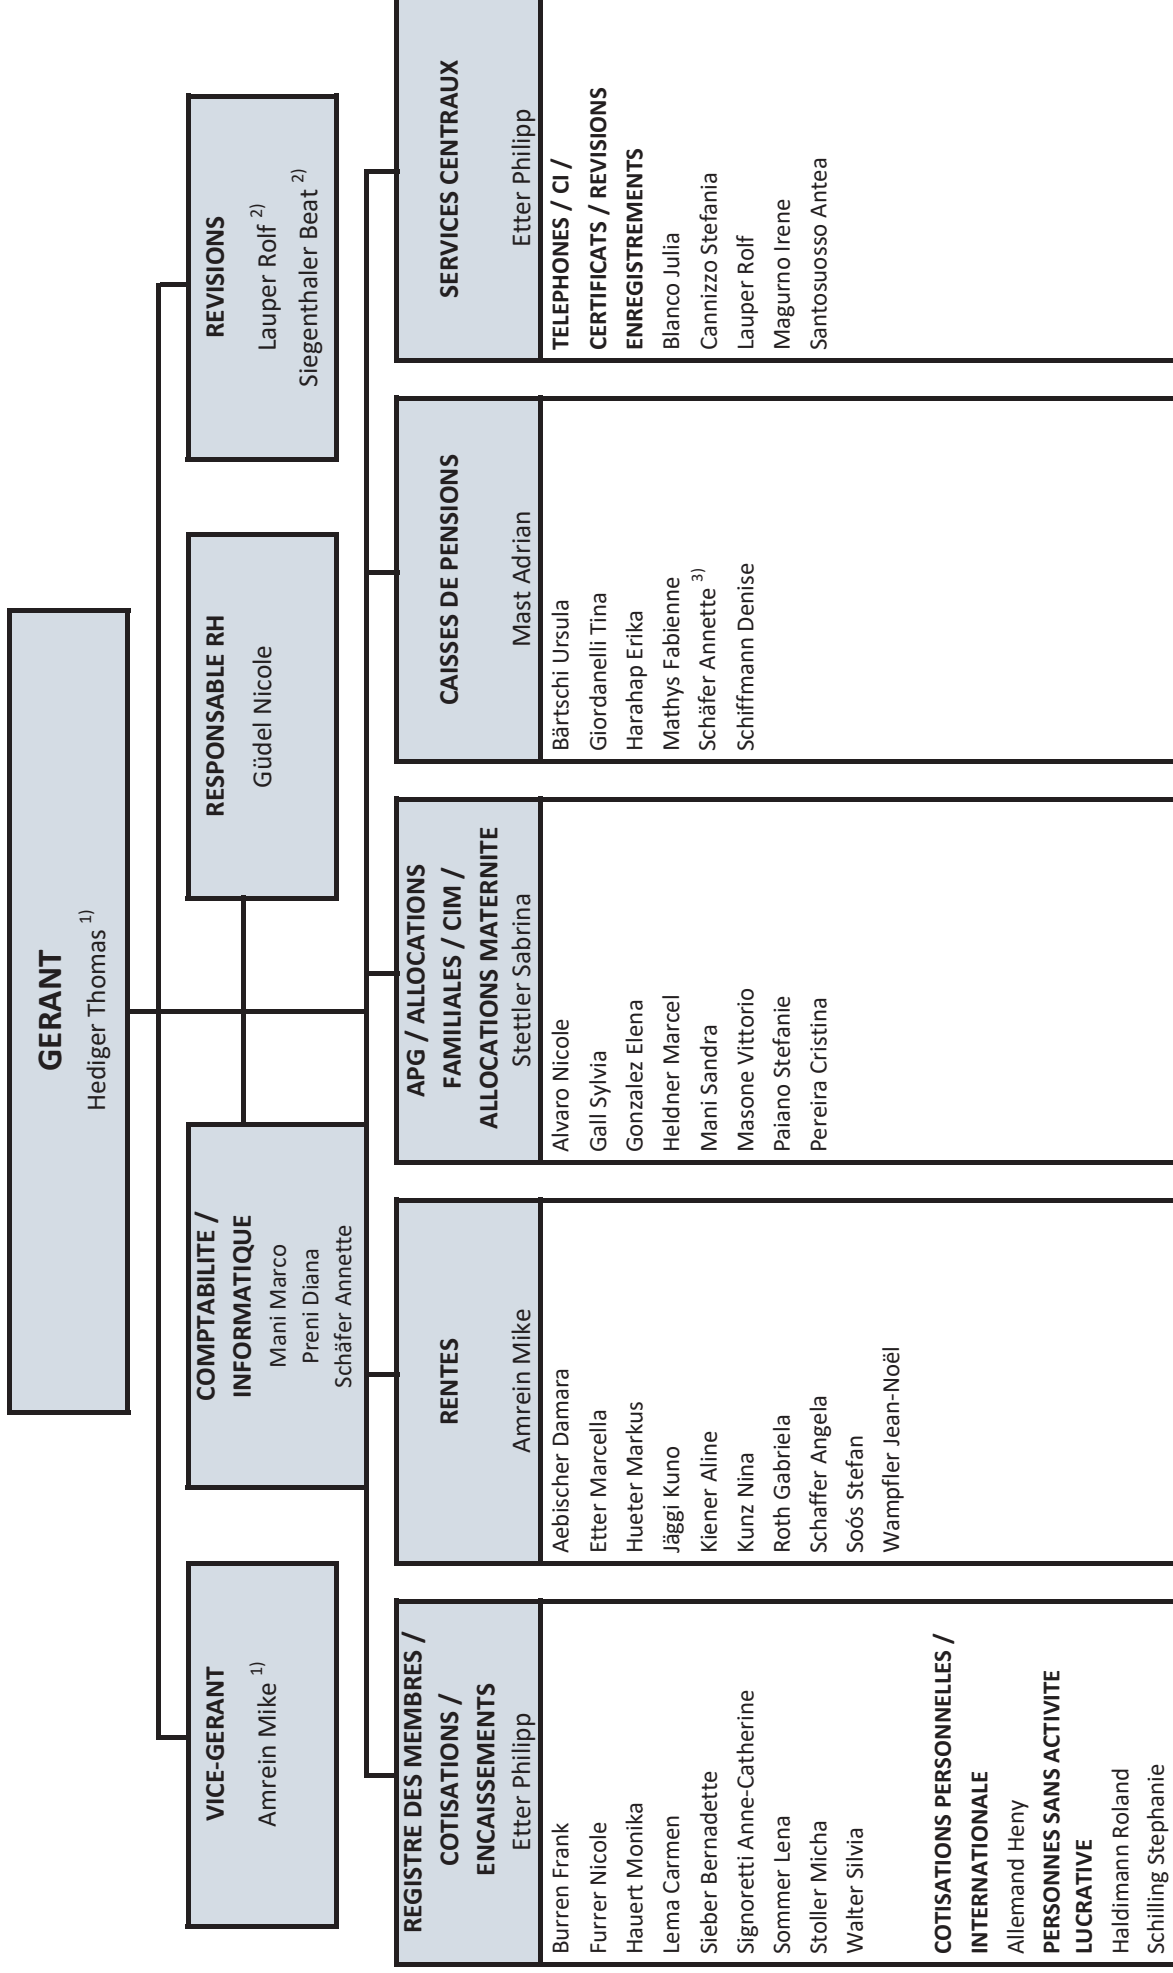 GERANT
Hediger Thomas 1)
VICE-GERANT
Amrein Mike 1)
COMPTABILITE /
INFORMATIQUE
Mani Marco
Preni Diana
Schäfer Annette
RESPONSABLE RH
Güdel Nicole
REVISIONS
Lauper Rolf 2)
Siegenthaler Beat 2)
REGISTRE DES MEMBRES /
COTISATIONS /
ENCAISSEMENTS
Etter Philipp
Burren Frank
Furrer Nicole
Hauert Monika
Lema Carmen
Sieber Bernadette
Signoretti Anne-Catherine
Sommer Lena
Stoller Micha
Walter Silvia
COTISATIONS PERSONNELLES /
INTERNATIONALE
Allemand Heny
PERSONNES SANS ACTIVITE
LUCRATIVE
Haldimann Roland
Schilling Stephanie
RENTES
Amrein Mike
Aebischer Damara
Etter Marcella
Hueter Markus
Jäggi Kuno
Kiener Aline
Kunz Nina
Roth Gabriela
Schaffer Angela
Soós Stefan
Wampfler Jean-Noël
APG / ALLOCATIONS
FAMILIALES / CIM /
ALLOCATIONS MATERNITE
Stettler Sabrina
Alvaro Nicole
Gall Sylvia
Gonzalez Elena
Heldner Marcel
Mani Sandra
Masone Vittorio
Paiano Stefanie
Pereira Cristina
CAISSES DE PENSIONS
Mast Adrian
Bärtschi Ursula
Giordanelli Tina
Harahap Erika
Mathys Fabienne
Schäfer Annette 3)
Schiffmann Denise
SERVICES CENTRAUX
Etter Philipp
TELEPHONES / CI /
CERTIFICATS / REVISIONS
ENREGISTREMENTS
Blanco Julia
Cannizzo Stefania
Lauper Rolf
Magurno Irene
Santosuosso Antea